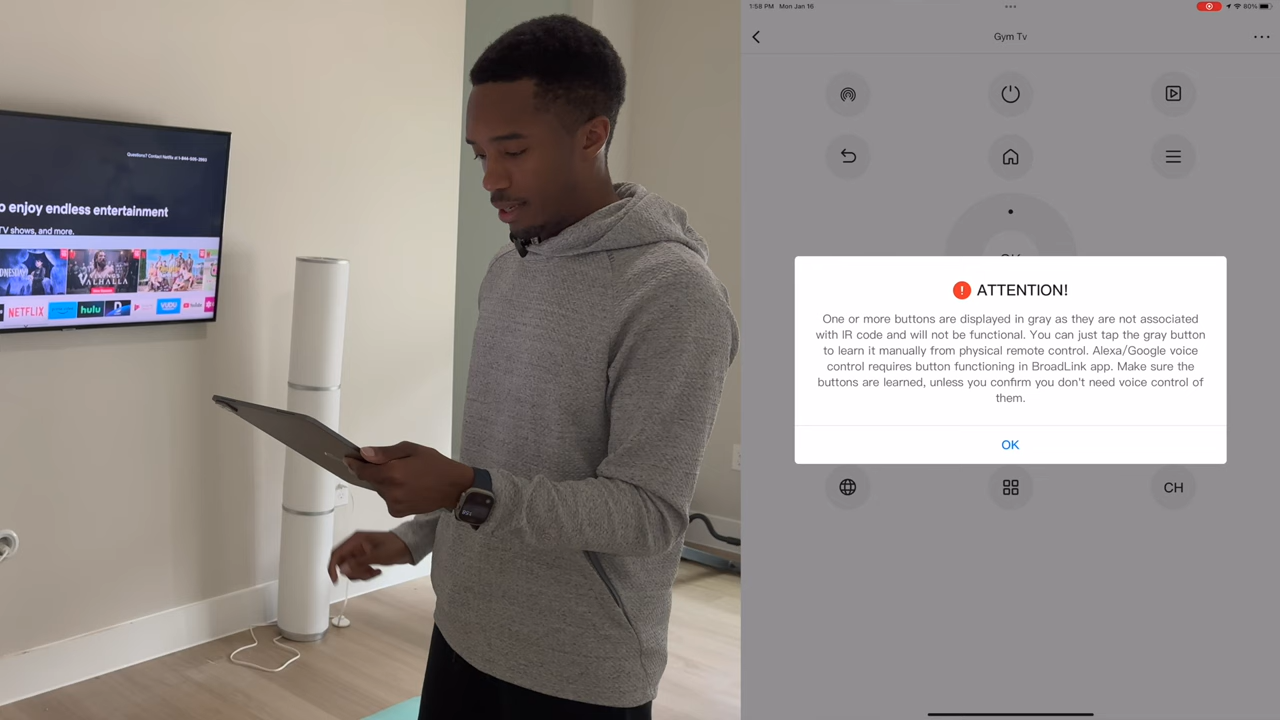 Questions? Contact Netflix at 1-844-505-2993
o enjoy endless entertainment
TV shows, and more.
VALHALLA
NETFLIX
hulu
VUDU
YouTube
1:58 PM Mon Jan 16
80%
Gym Tv
OK
ATTENTION!
One or more buttons are displayed in gray as they are not associated
with IR code and will not be functional. You can just tap the gray button
to learn it manually from physical remote control. Alexa/Google voice
control requires button functioning in BroadLink app. Make sure the
buttons are learned, unless you confirm you don't need voice control of
them.
OK
CH